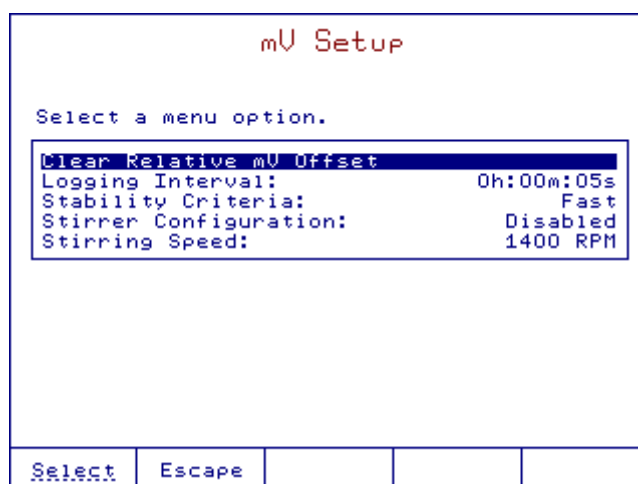 mV Setup
Select a menu option.
Clear Relative mV Offset
Logging Interval: 0h:00m:05s
Stability Criteria: Fast
Stirrer Configuration: Disabled
Stirring Speed: 1400 RPM
Select Escape